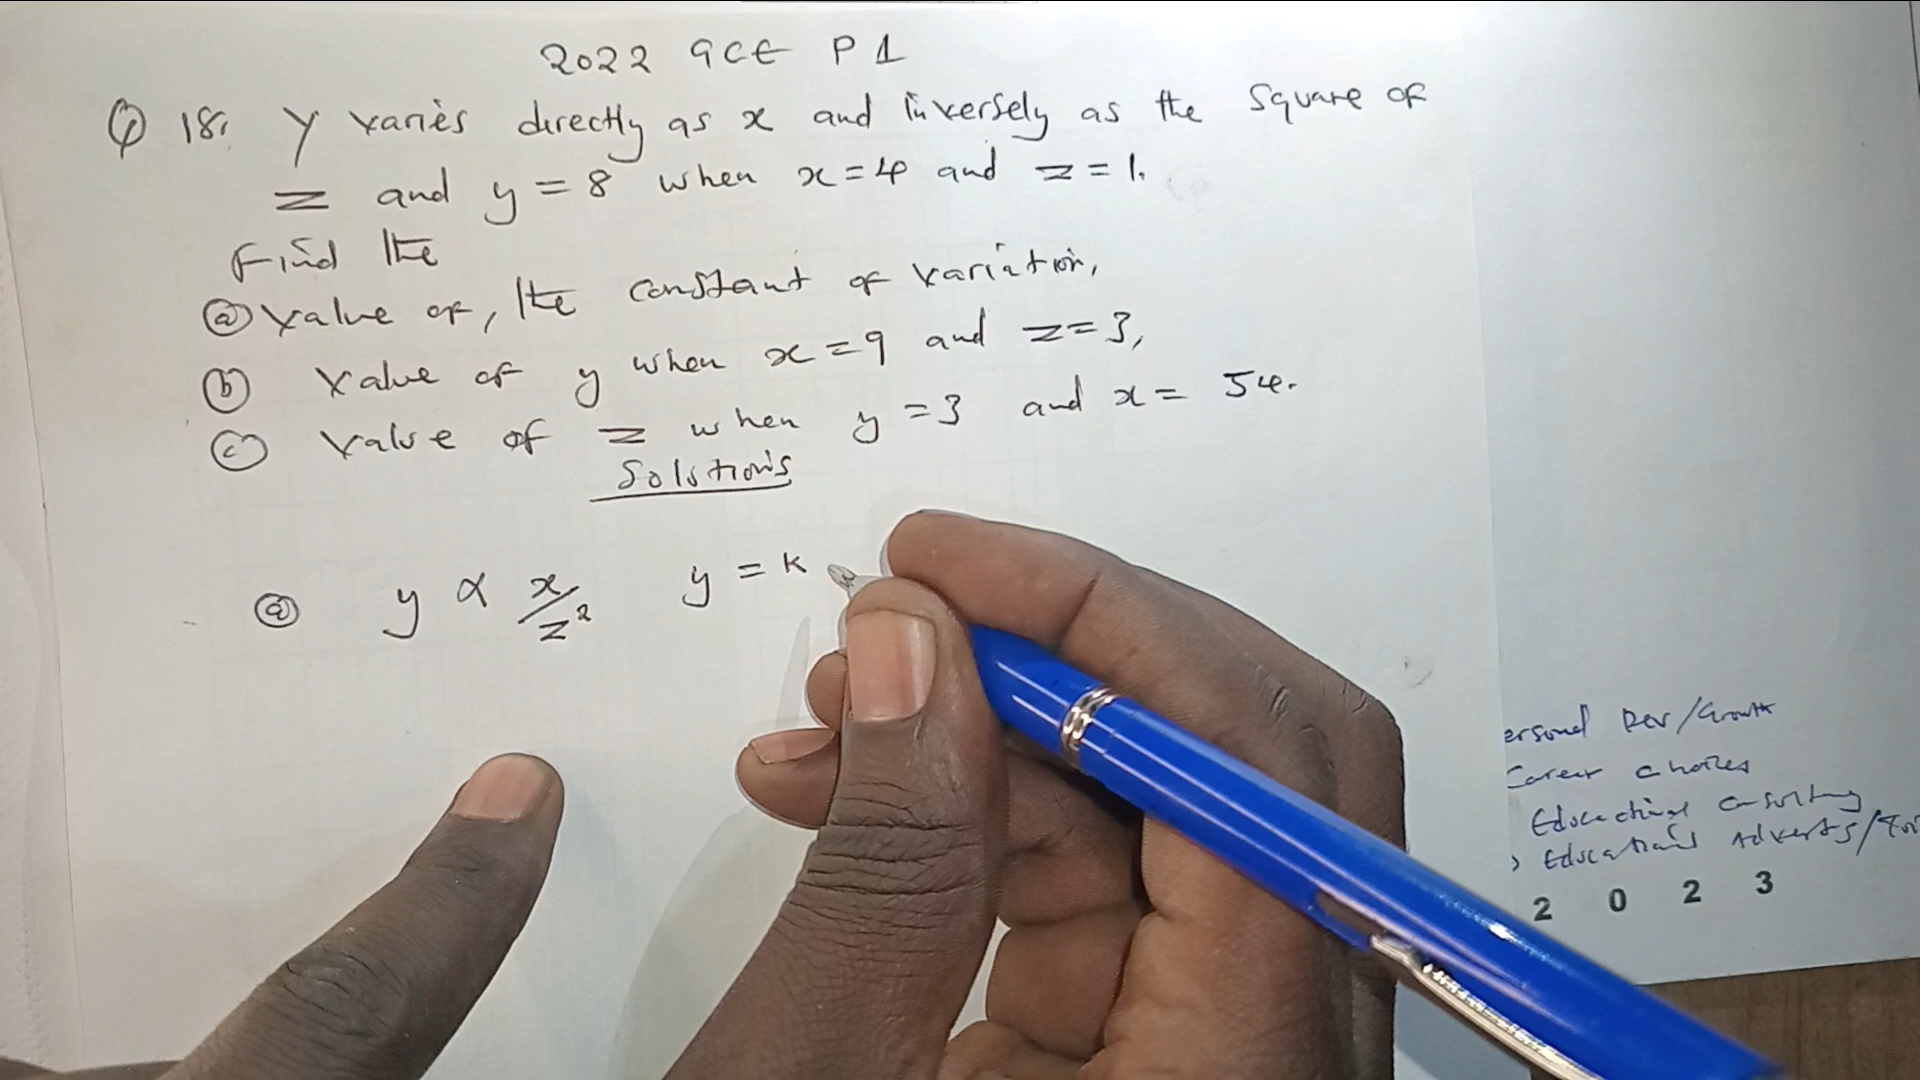 2022 GCE P1
Q 18. Y varies directly as x and inversely as the square of
z and y = 8 when x = 4 and z = 1.
Find the
(a) value of, the constant of variation,
(b) value of y when x = 9 and z = 3,
(c) value of z when y = 3 and x = 54.
Solutions
(a) y ∝ x/z² y = k
ersonal Dev/Growth
Career choices
Educational consulting
Educational Adverts/
2 0 2 3